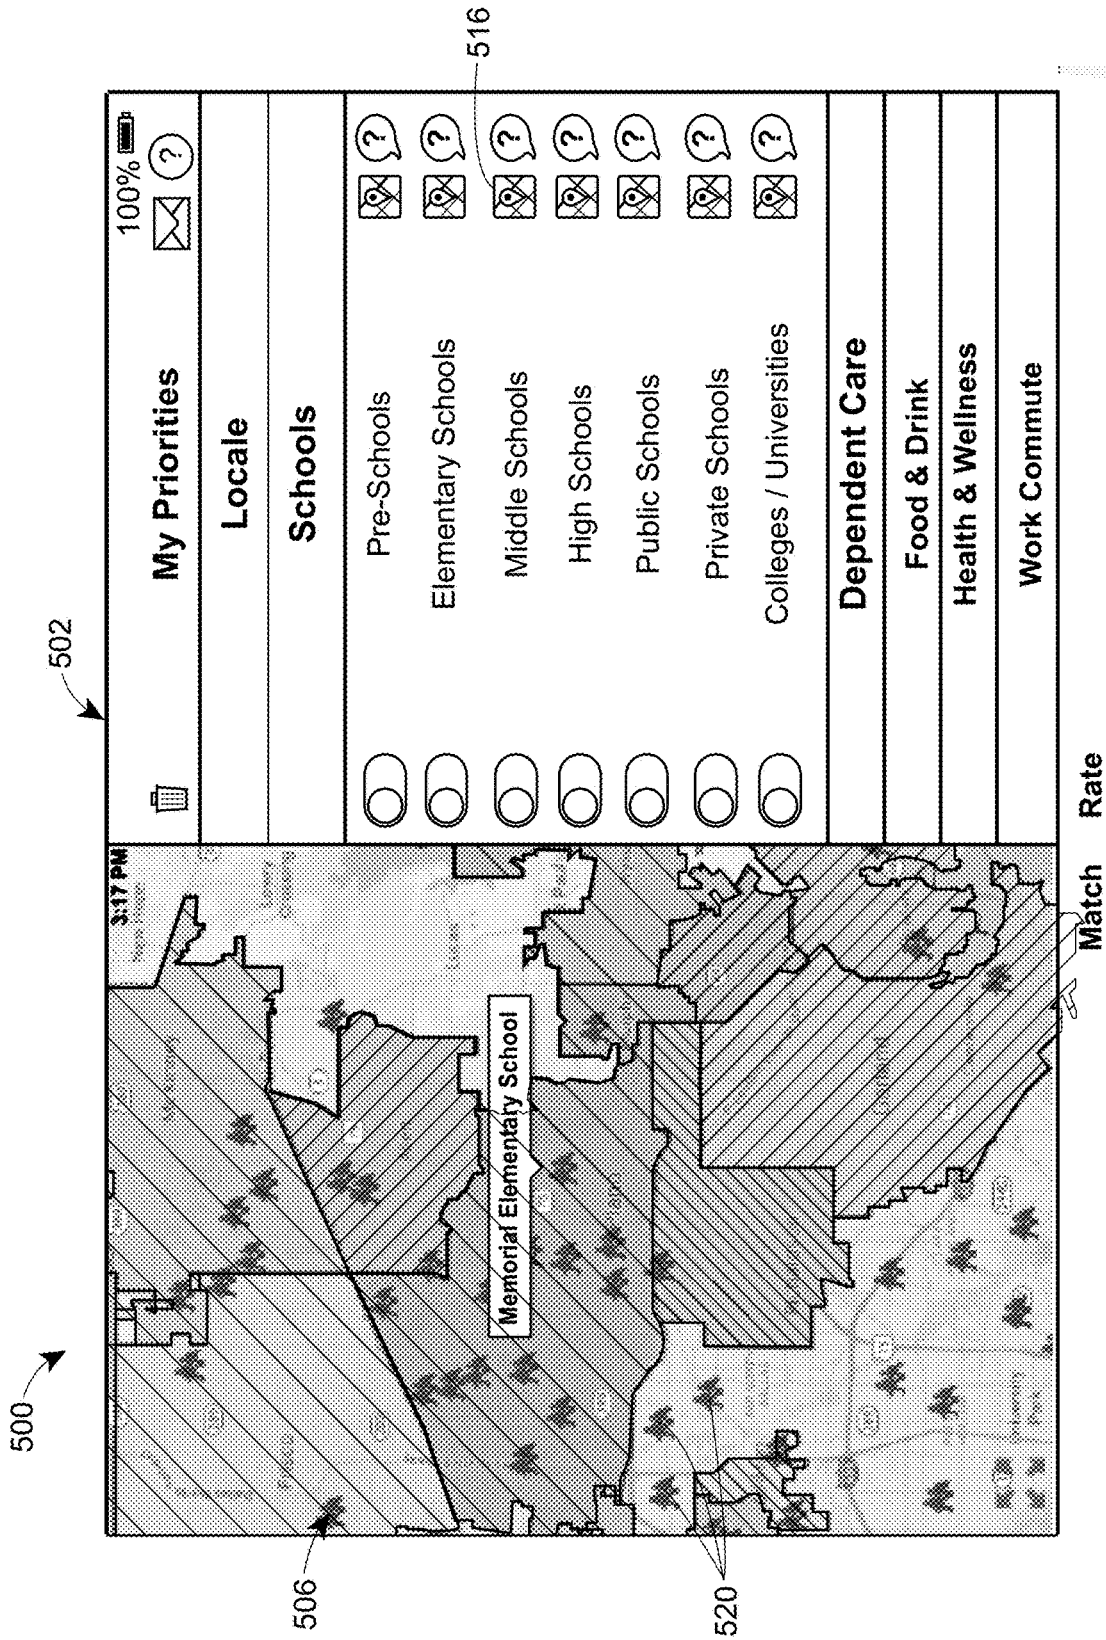 500
502
506
516
520
3:17 PM
100%
My Priorities
?
Locale
Schools
Pre-Schools ?
Elementary Schools ?
Middle Schools ?
High Schools ?
Public Schools ?
Private Schools ?
Colleges / Universities ?
Dependent Care
Food & Drink
Health & Wellness
Work Commute
Memorial Elementary School
Match Rate